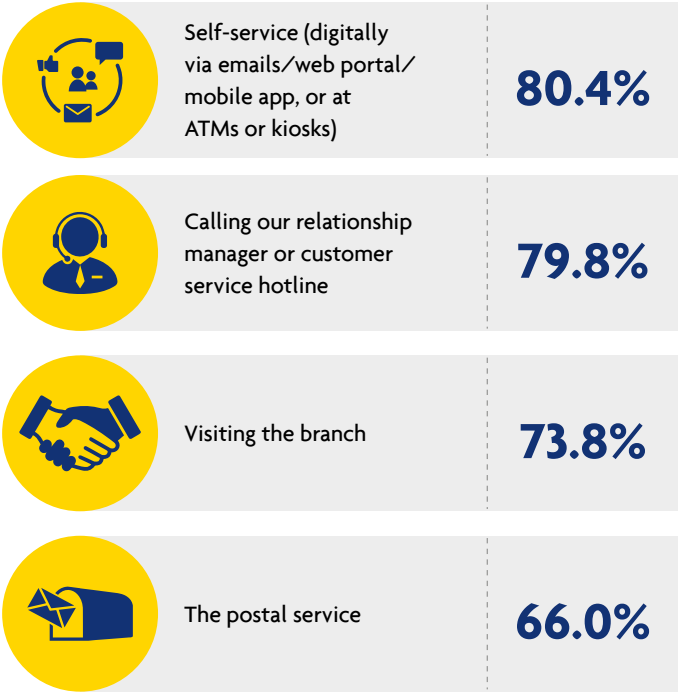 Self-service (digitally
via emails/web portal/
mobile app, or at
ATMs or kiosks)
80.4%
Calling our relationship
manager or customer
service hotline
79.8%
Visiting the branch
73.8%
The postal service
66.0%